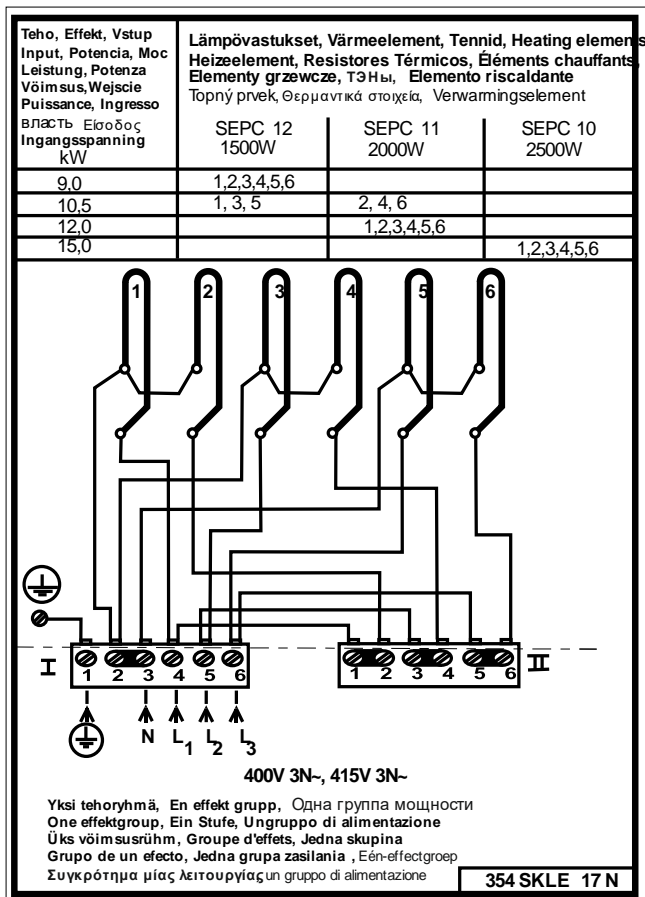 Teho, Effekt, Vstup
Input, Potencia, Moc
Leistung, Potenza
Vöimsus,Wejscie
Puissance, Ingresso
власть Είσοδος
Ingangsspanning
kW
Lämpövastukset, Värmeelement, Tennid, Heating elements
Heizeelement, Resistores Térmicos, Éléments chauffants,
Elementy grzewcze, ТЭНы, Elemento riscaldante
Topný prvek, Θερμαντικά στοιχεία, Verwarmingselement
SEPC 12 SEPC 11 SEPC 10
1500W 2000W 2500W
9,0 1,2,3,4,5,6
10,5 1, 3, 5 2, 4, 6
12,0 1,2,3,4,5,6
15,0 1,2,3,4,5,6
1 2 3 4 5 6
I 1 2 3 4 5 6 1 2 3 4 5 6 II
N L1 L2 L3
400V 3N~, 415V 3N~
Yksi tehoryhmä, En effekt grupp, Одна группа мощности
One effektgroup, Ein Stufe, Ungruppo di alimentazione
Üks vöimsusrühm, Groupe d'effets, Jedna skupina
Grupo de un efecto, Jedna grupa zasilania , Eén-effectgroep
Συγκρότημα μίας λειτουργίας un gruppo di alimentazione
354 SKLE 17 N